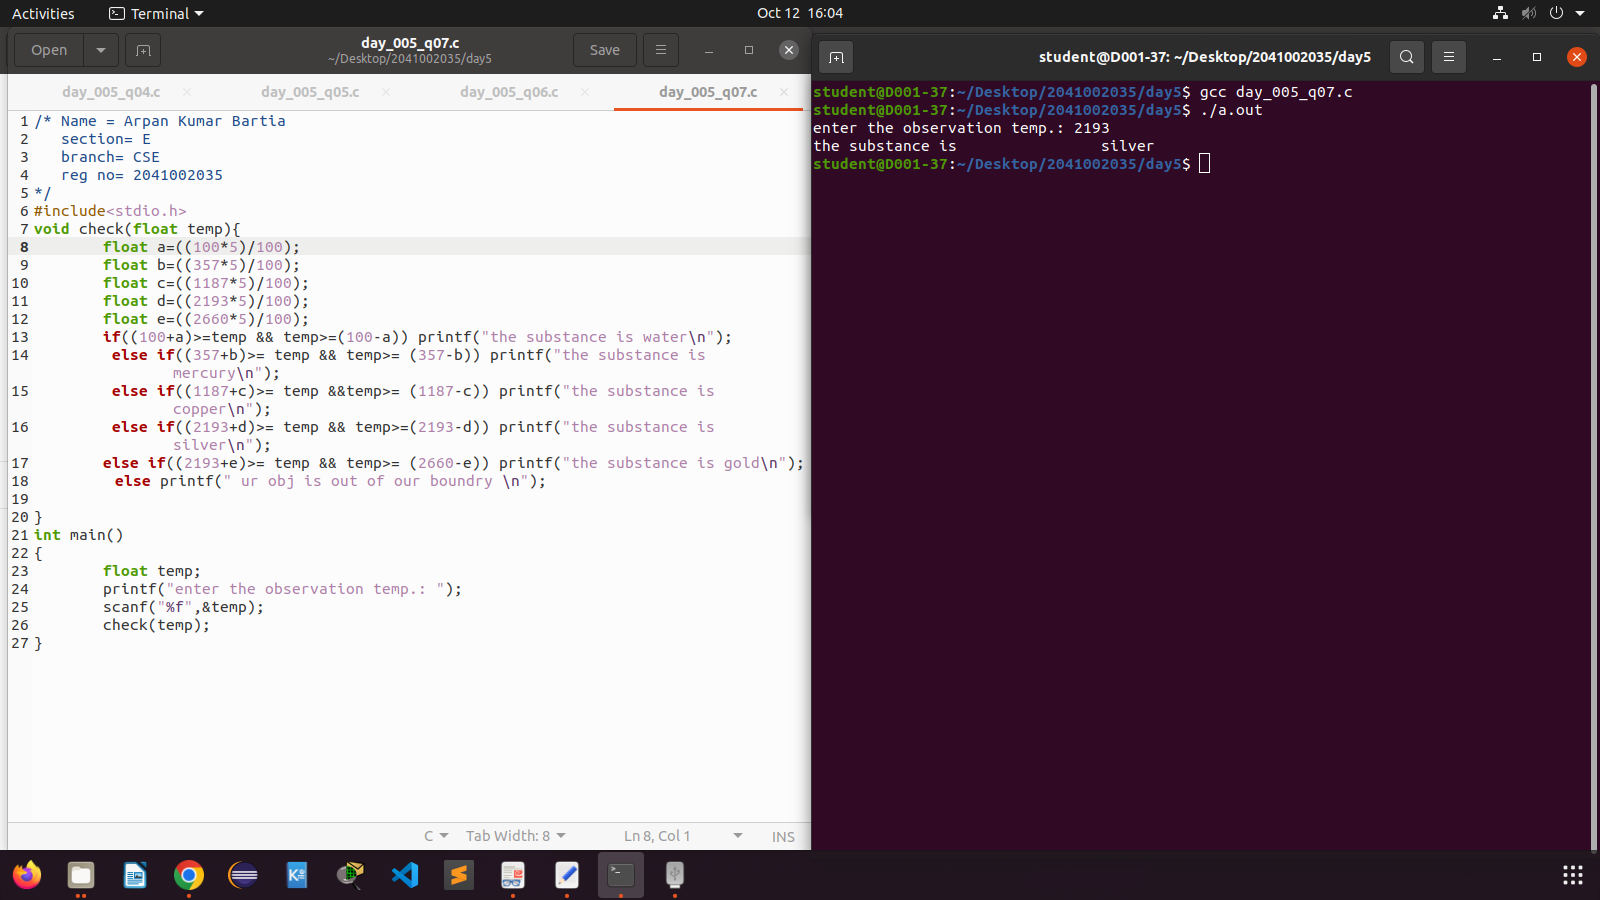 Activities
Terminal
Oct 12 16:04
Open
day_005_q07.c
~/Desktop/2041002035/day5
Save
day_005_q04.c
day_005_q05.c
day_005_q06.c
day_005_q07.c
1 /* Name = Arpan Kumar Bartia
2 section= E
3 branch= CSE
4 reg no= 2041002035
5 */
6 #include<stdio.h>
7 void check(float temp){
8 float a=((100*5)/100);
9 float b=((357*5)/100);
10 float c=((1187*5)/100);
11 float d=((2193*5)/100);
12 float e=((2660*5)/100);
13 if((100+a)>=temp && temp>=(100-a)) printf("the substance is water\n");
14 else if((357+b)>= temp && temp>= (357-b)) printf("the substance is
mercury\n");
15 else if((1187+c)>= temp &&temp>= (1187-c)) printf("the substance is
copper\n");
16 else if((2193+d)>= temp && temp>=(2193-d)) printf("the substance is
silver\n");
17 else if((2193+e)>= temp && temp>= (2660-e)) printf("the substance is gold\n");
18 else printf(" ur obj is out of our boundry \n");
19
20 }
21 int main()
22 {
23 float temp;
24 printf("enter the observation temp.: ");
25 scanf("%f",&temp);
26 check(temp);
27 }
C
Tab Width: 8
Ln 8, Col 1
INS
student@D001-37: ~/Desktop/2041002035/day5
student@D001-37:~/Desktop/2041002035/day5$ gcc day_005_q07.c
student@D001-37:~/Desktop/2041002035/day5$ ./a.out
enter the observation temp.: 2193
the substance is silver
student@D001-37:~/Desktop/2041002035/day5$